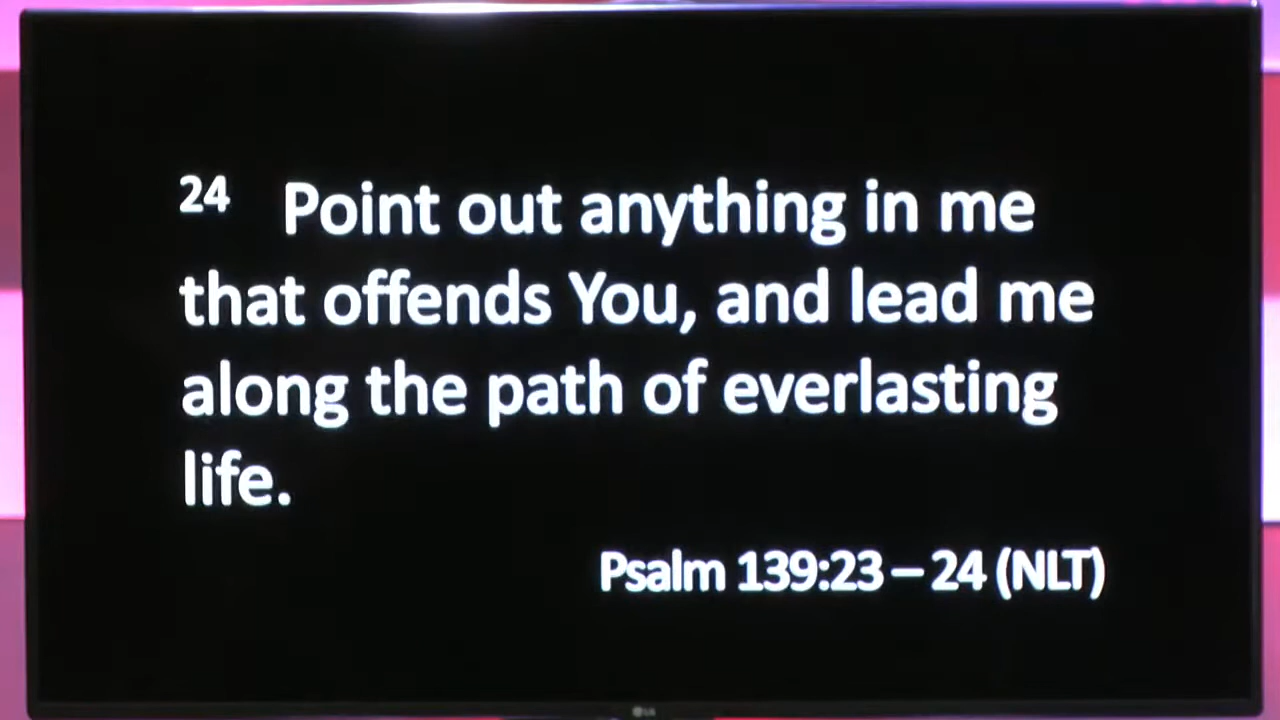 24 Point out anything in me
that offends You, and lead me
along the path of everlasting
life.
Psalm 139:23 – 24 (NLT)
LG